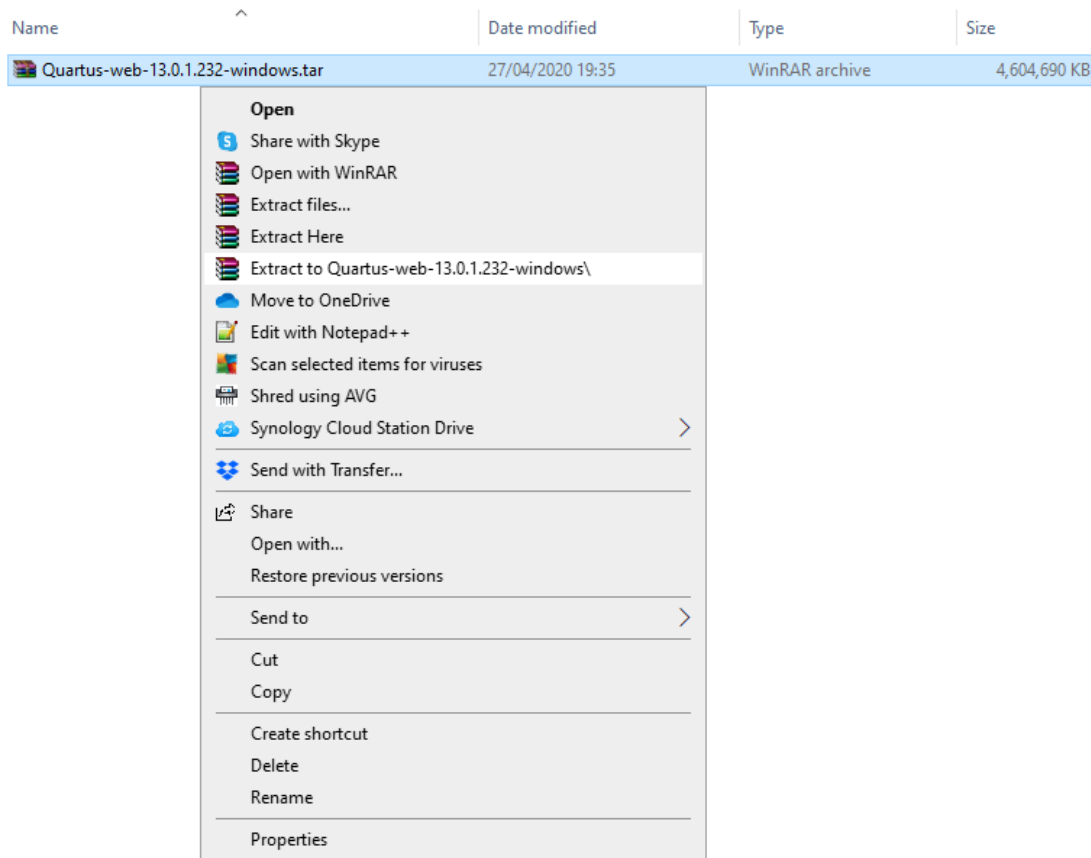 Name Date modified Type Size
Quartus-web-13.0.1.232-windows.tar 27/04/2020 19:35 WinRAR archive 4,604,690 KB
Open
S Share with Skype
Open with WinRAR
Extract files...
Extract Here
Extract to Quartus-web-13.0.1.232-windows\
Move to OneDrive
Edit with Notepad++
Scan selected items for viruses
Shred using AVG
Synology Cloud Station Drive
Send with Transfer...
Share
Open with...
Restore previous versions
Send to
Cut
Copy
Create shortcut
Delete
Rename
Properties